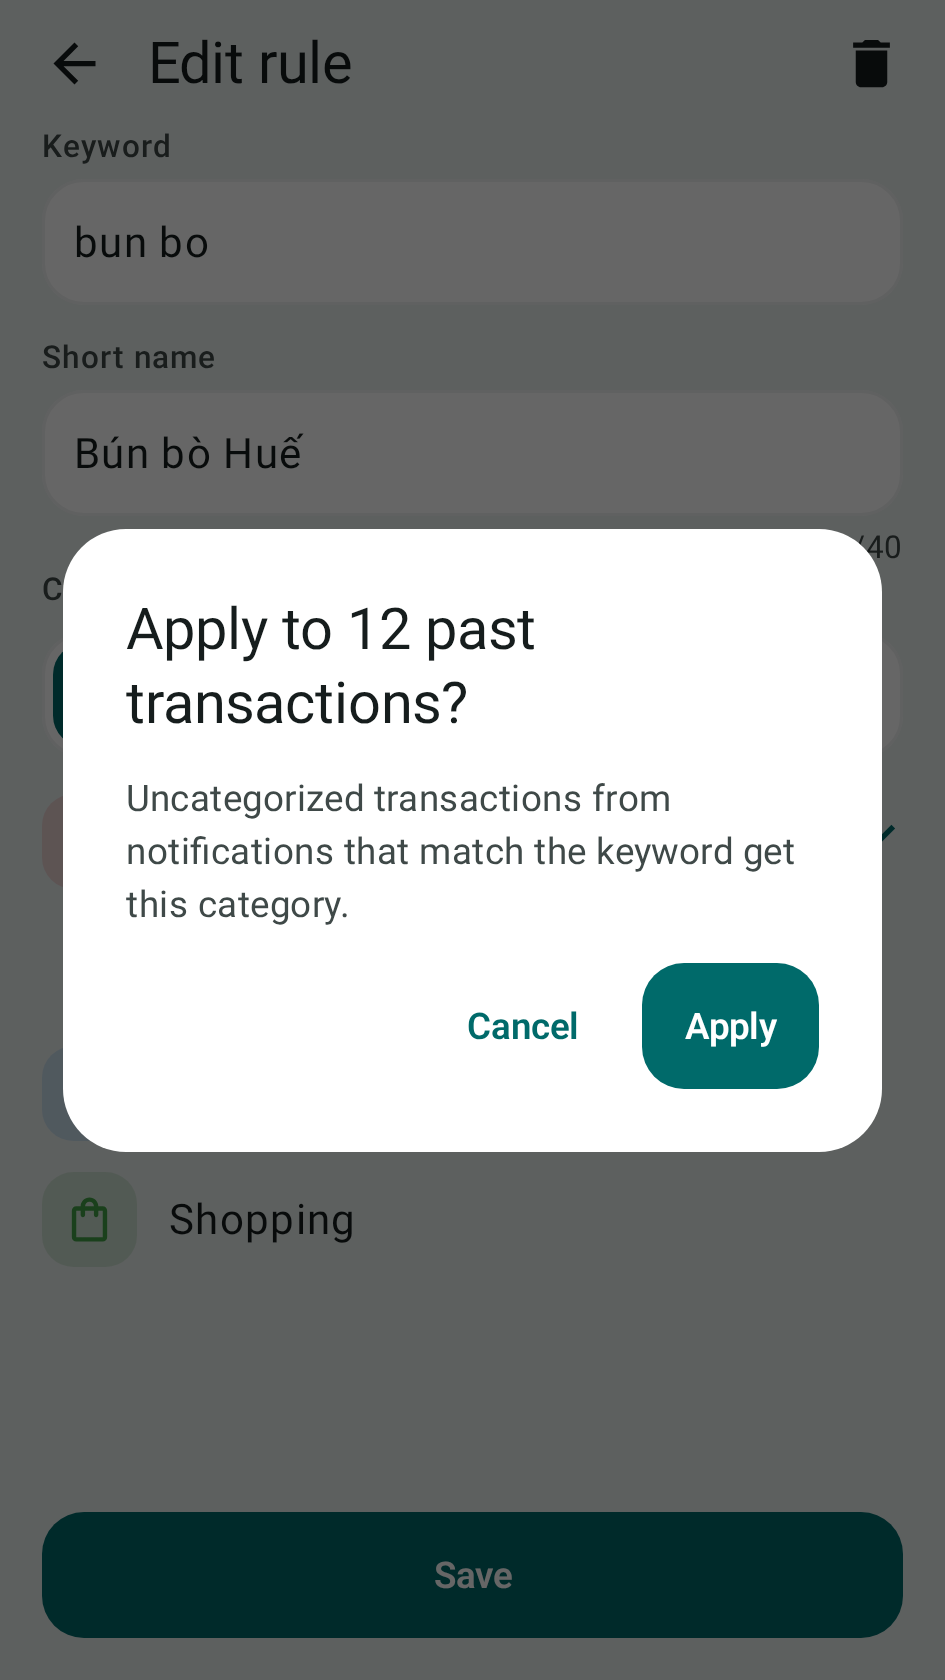 Edit rule
Keyword
bun bo
Short name
Bún bò Huế
/40
C
Apply to 12 past
transactions?
Uncategorized transactions from
notifications that match the keyword get
this category.
Cancel
Apply
Shopping
Save